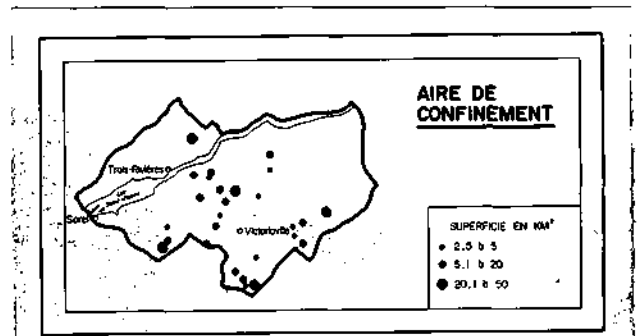 AIRE DE
CONFINEMENT
Trois-Rivières
Sorel
Victoriaville
SUPERFICIE EN KM²
2.5 à 5
5.1 à 20
20.1 à 50